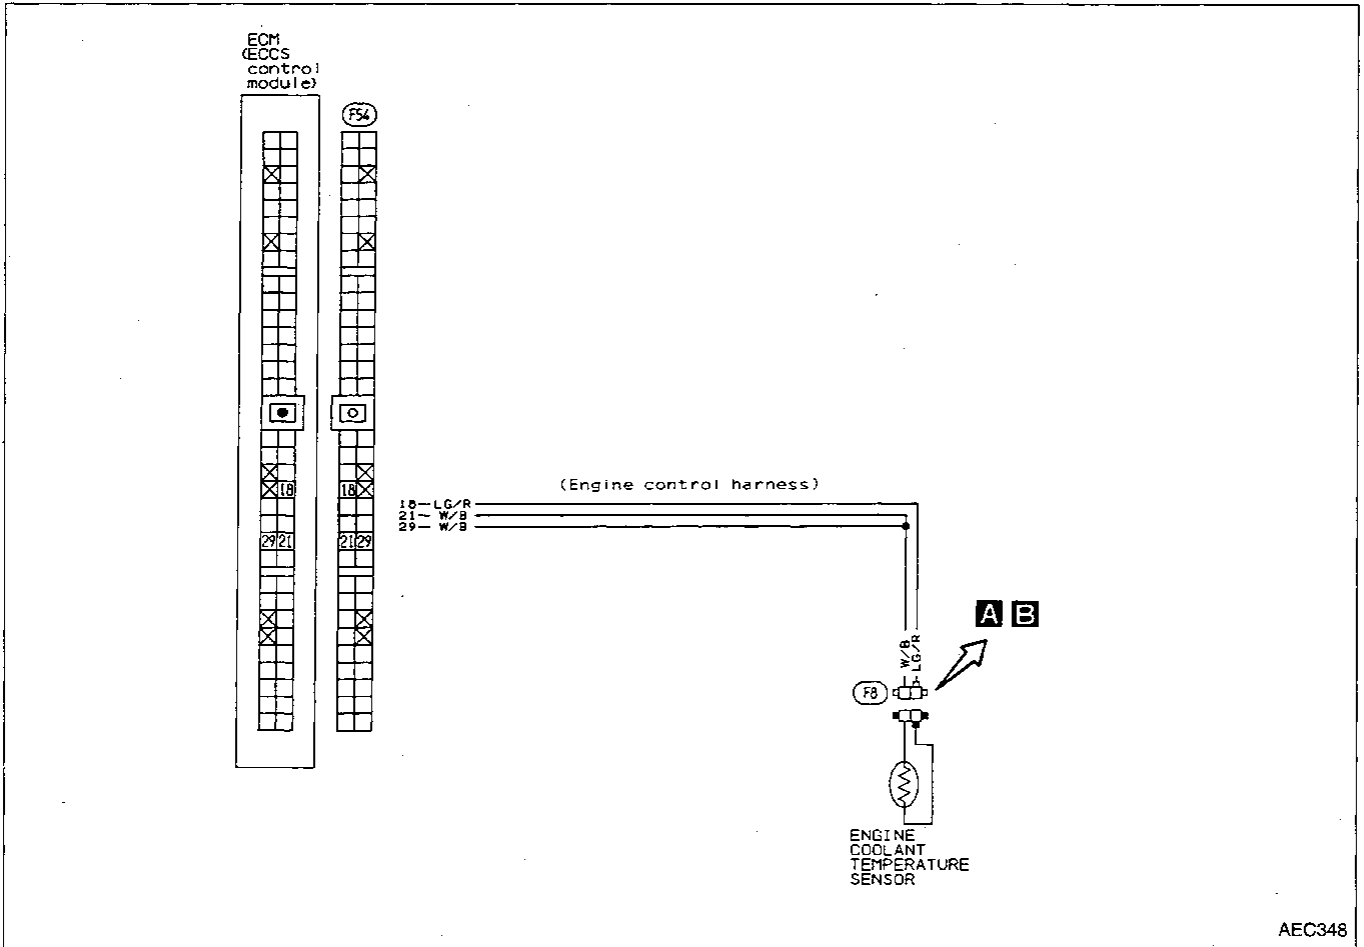 ECM
(ECCS
control
module)
F54
18 18
29 21 21 29
(Engine control harness)
18—LG/R
21— W/B
29— W/B
A B
W/B
LG/R
F8
ENGINE
COOLANT
TEMPERATURE
SENSOR
AEC348